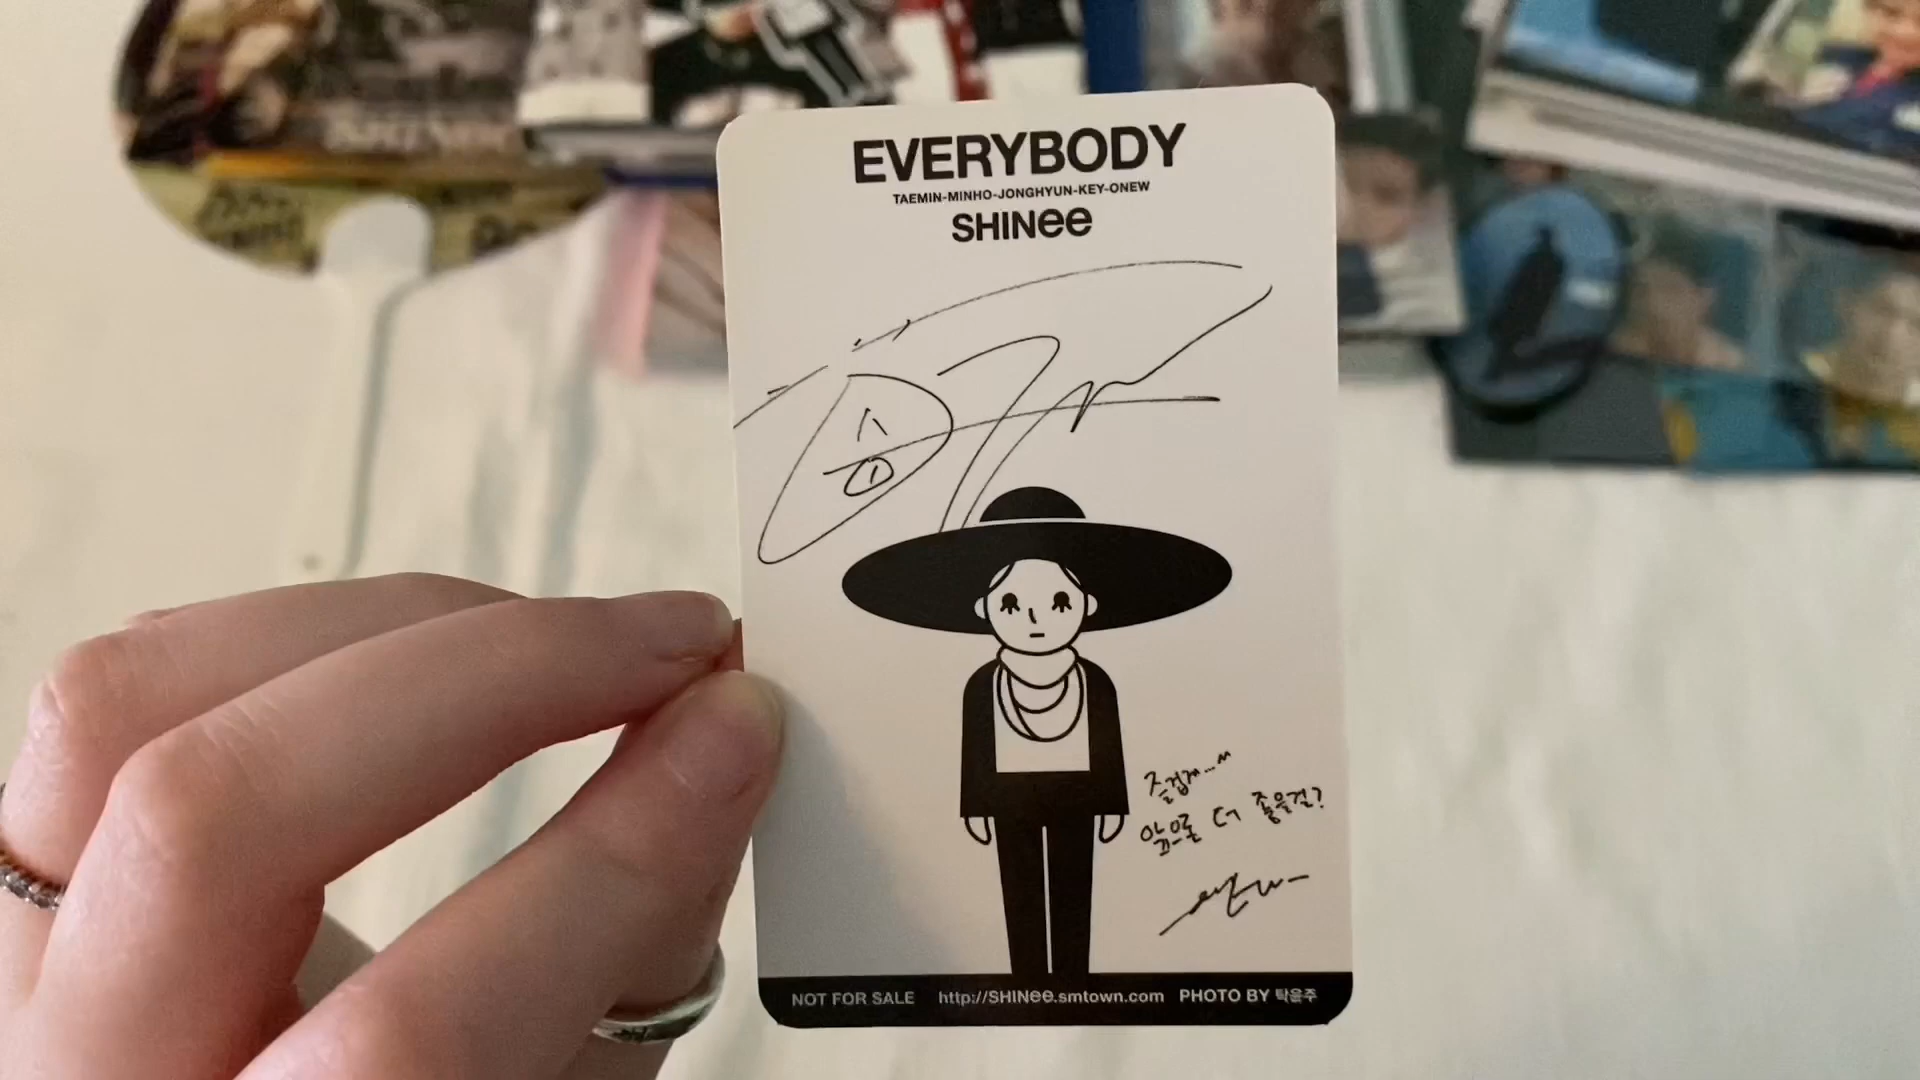 EVERYBODY
TAEMIN-MINHO-JONGHYUN-KEY-ONEW
SHINee
즐겁게...^^
앞으로 더 좋을걸?
NOT FOR SALE http://SHINee.smtown.com PHOTO BY 탁윤주